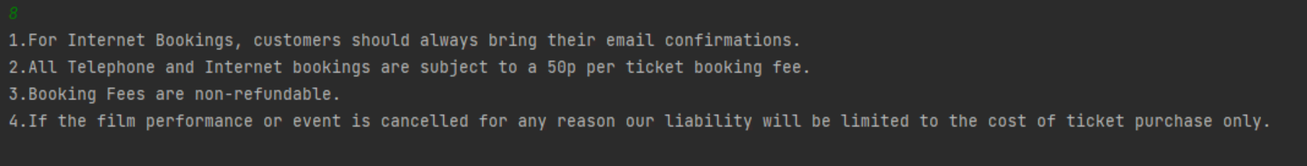 8
1.For Internet Bookings, customers should always bring their email confirmations.
2.All Telephone and Internet bookings are subject to a 50p per ticket booking fee.
3.Booking Fees are non-refundable.
4.If the film performance or event is cancelled for any reason our liability will be limited to the cost of ticket purchase only.